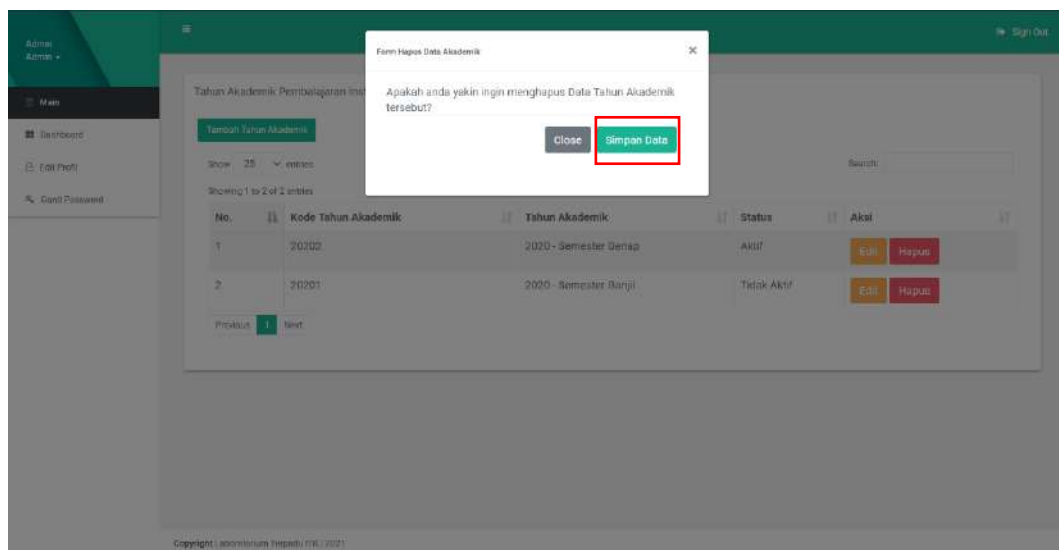 Admin
Admin
Sign Out
Main
Dashboard
Edit Profil
Ganti Password
Form Hapus Data Akademik
×
Apakah anda yakin ingin menghapus Data Tahun Akademik
tersebut?
Close Simpan Data
Tahun Akademik Pembelajaran
Tambah Tahun Akademik
Show 25 entries
Search:
Showing 1 to 2 of 2 entries
No. Kode Tahun Akademik Tahun Akademik Status Aksi
1 20202 2020 - Semester Genap Aktif Edit Hapus
2 20201 2020 - Semester Ganjil Tidak Aktif Edit Hapus
Previous 1 Next
Copyright Laboratorium Terpadu 2021